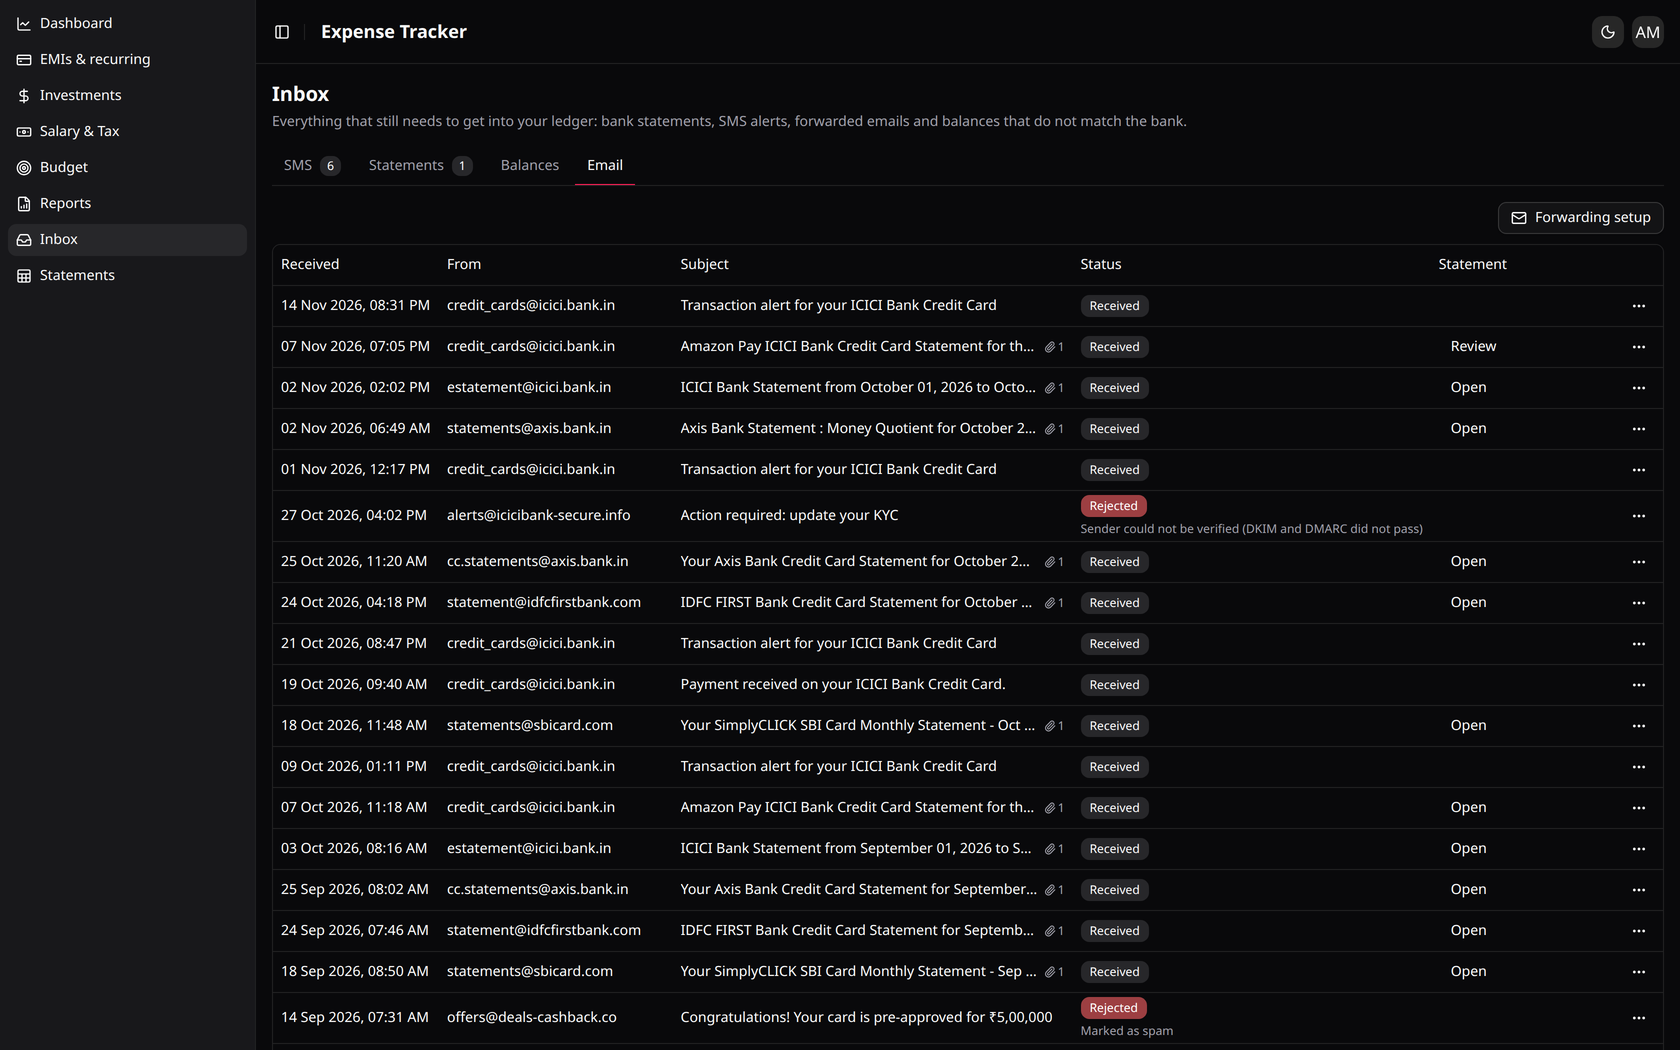 Dashboard
EMIs & recurring
Investments
Salary & Tax
Budget
Reports
Inbox
Statements
Expense Tracker
AM
Inbox
Everything that still needs to get into your ledger: bank statements, SMS alerts, forwarded emails and balances that do not match the bank.
SMS 6 Statements 1 Balances Email
Forwarding setup
Received From Subject Status Statement
14 Nov 2026, 08:31 PM credit_cards@icici.bank.in Transaction alert for your ICICI Bank Credit Card Received
07 Nov 2026, 07:05 PM credit_cards@icici.bank.in Amazon Pay ICICI Bank Credit Card Statement for th... 1 Received Review
02 Nov 2026, 02:02 PM estatement@icici.bank.in ICICI Bank Statement from October 01, 2026 to Octo... 1 Received Open
02 Nov 2026, 06:49 AM statements@axis.bank.in Axis Bank Statement : Money Quotient for October 2... 1 Received Open
01 Nov 2026, 12:17 PM credit_cards@icici.bank.in Transaction alert for your ICICI Bank Credit Card Received
27 Oct 2026, 04:02 PM alerts@icicibank-secure.info Action required: update your KYC Rejected
Sender could not be verified (DKIM and DMARC did not pass)
25 Oct 2026, 11:20 AM cc.statements@axis.bank.in Your Axis Bank Credit Card Statement for October 2... 1 Received Open
24 Oct 2026, 04:18 PM statement@idfcfirstbank.com IDFC FIRST Bank Credit Card Statement for October ... 1 Received Open
21 Oct 2026, 08:47 PM credit_cards@icici.bank.in Transaction alert for your ICICI Bank Credit Card Received
19 Oct 2026, 09:40 AM credit_cards@icici.bank.in Payment received on your ICICI Bank Credit Card. Received
18 Oct 2026, 11:48 AM statements@sbicard.com Your SimplyCLICK SBI Card Monthly Statement - Oct ... 1 Received Open
09 Oct 2026, 01:11 PM credit_cards@icici.bank.in Transaction alert for your ICICI Bank Credit Card Received
07 Oct 2026, 11:18 AM credit_cards@icici.bank.in Amazon Pay ICICI Bank Credit Card Statement for th... 1 Received Open
03 Oct 2026, 08:16 AM estatement@icici.bank.in ICICI Bank Statement from September 01, 2026 to S... 1 Received Open
25 Sep 2026, 08:02 AM cc.statements@axis.bank.in Your Axis Bank Credit Card Statement for September... 1 Received Open
24 Sep 2026, 07:46 AM statement@idfcfirstbank.com IDFC FIRST Bank Credit Card Statement for Septemb... 1 Received Open
18 Sep 2026, 08:50 AM statements@sbicard.com Your SimplyCLICK SBI Card Monthly Statement - Sep ... 1 Received Open
14 Sep 2026, 07:31 AM offers@deals-cashback.co Congratulations! Your card is pre-approved for ₹5,00,000 Rejected
Marked as spam